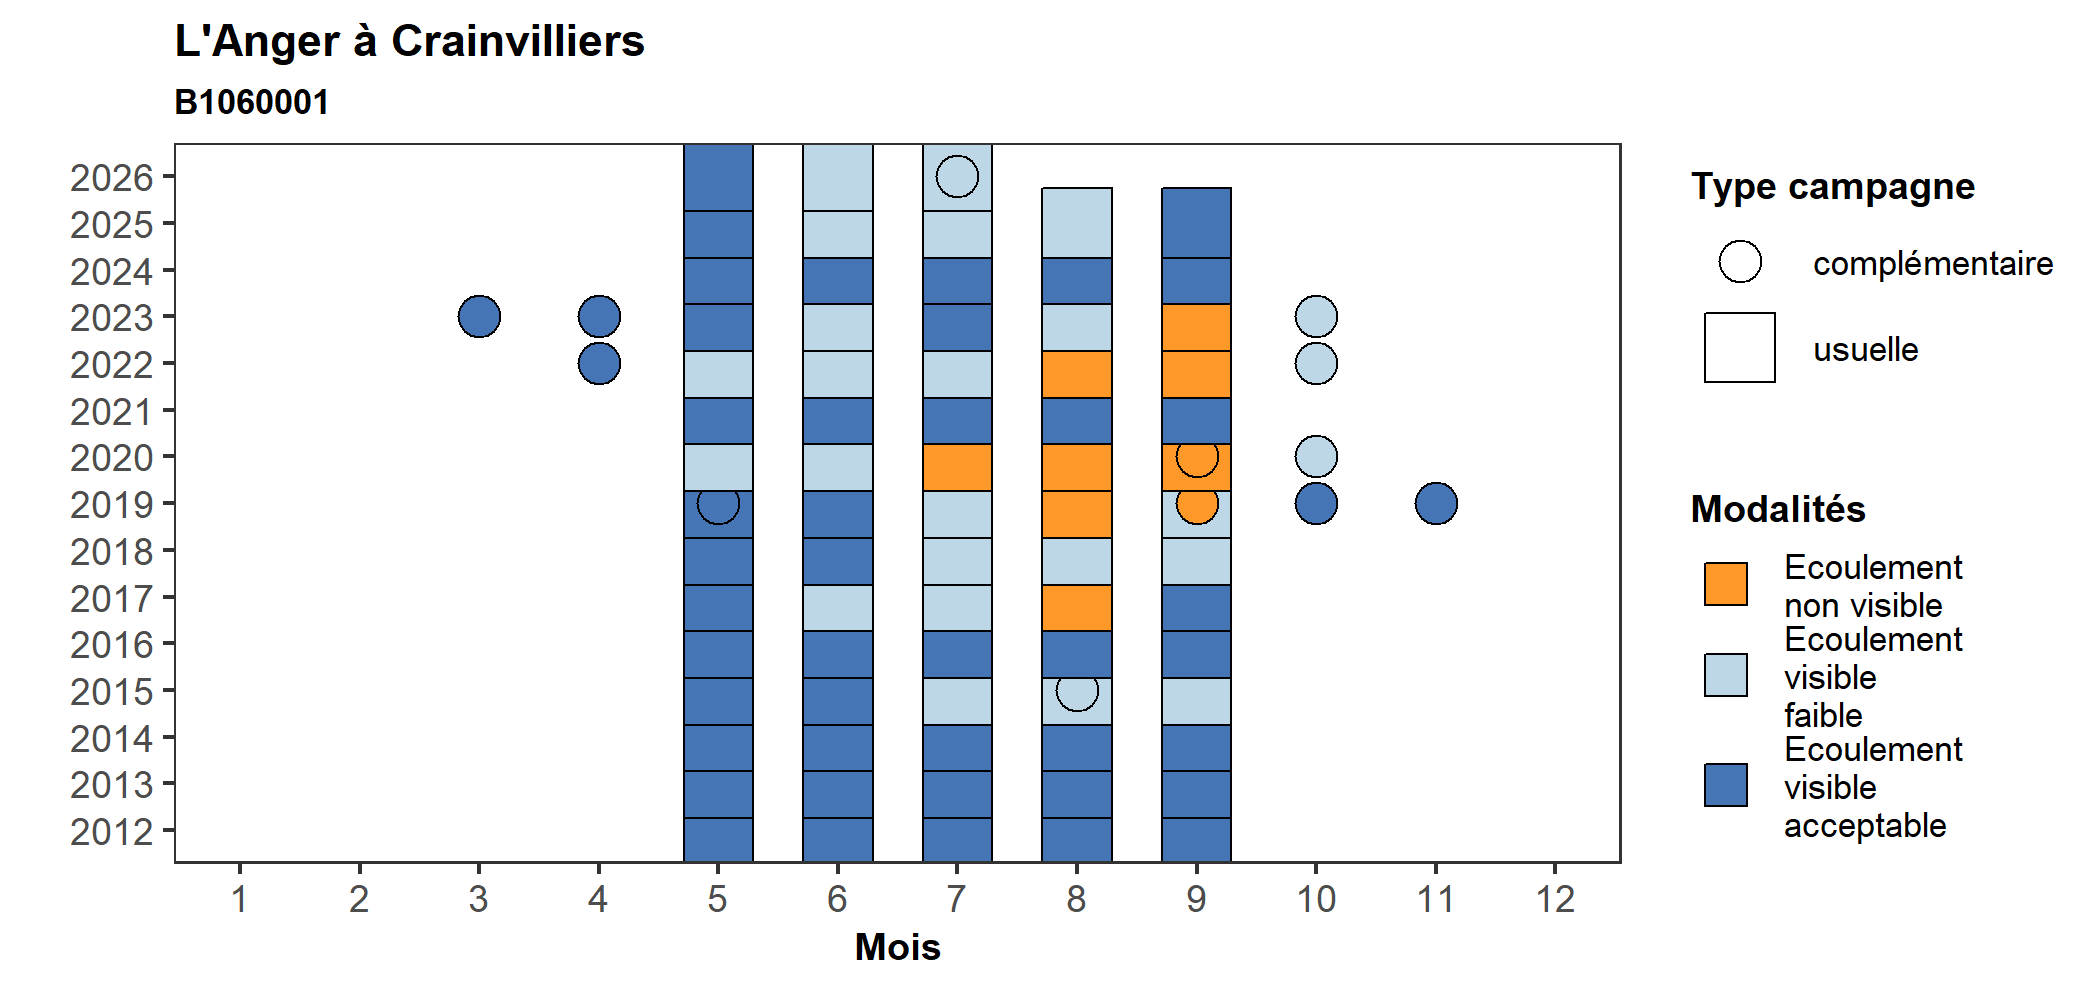 L'Anger à Crainvilliers
B1060001
2026
2025
2024
2023
2022
2021
2020
2019
2018
2017
2016
2015
2014
2013
2012
1 2 3 4 5 6 7 8 9 10 11 12
Mois
Type campagne
complémentaire
usuelle
Modalités
Ecoulement
non visible
Ecoulement
visible
faible
Ecoulement
visible
acceptable